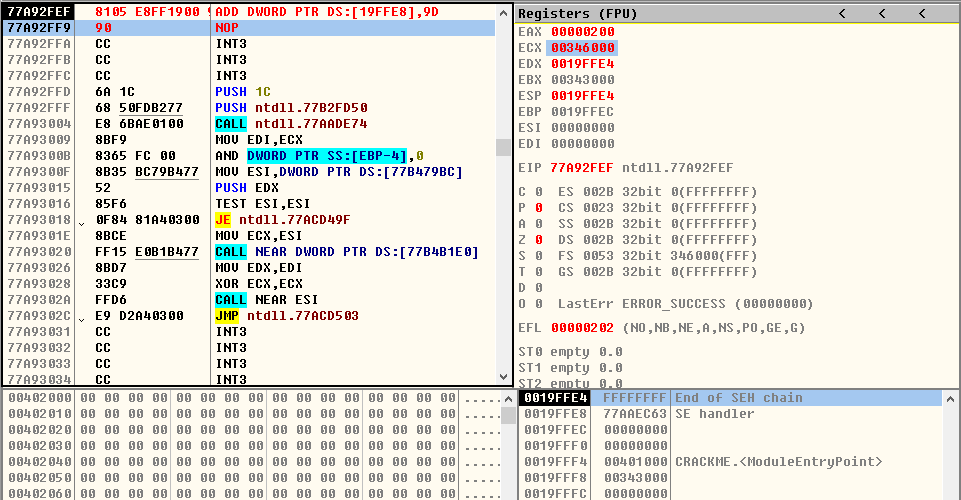 77A92FEF 8105 E8FF1900 9 ADD DWORD PTR DS:[19FFE8],9D
77A92FF9 90 NOP
77A92FFA CC INT3
77A92FFB CC INT3
77A92FFC CC INT3
77A92FFD 6A 1C PUSH 1C
77A92FFF 68 50FDB277 PUSH ntdll.77B2FD50
77A93004 E8 6BAE0100 CALL ntdll.77AADE74
77A93009 8BF9 MOV EDI,ECX
77A9300B 8365 FC 00 AND DWORD PTR SS:[EBP-4],0
77A9300F 8B35 BC79B477 MOV ESI,DWORD PTR DS:[77B479BC]
77A93015 52 PUSH EDX
77A93016 85F6 TEST ESI,ESI
77A93018 0F84 81A40300 JE ntdll.77ACD49F
77A9301E 8BCE MOV ECX,ESI
77A93020 FF15 E0B1B477 CALL NEAR DWORD PTR DS:[77B4B1E0]
77A93026 8BD7 MOV EDX,EDI
77A93028 33C9 XOR ECX,ECX
77A9302A FFD6 CALL NEAR ESI
77A9302C E9 D2A40300 JMP ntdll.77ACD503
77A93031 CC INT3
77A93032 CC INT3
77A93033 CC INT3
77A93034 CC INT3
Registers (FPU) < < <
EAX 00000200
ECX 00346000
EDX 0019FFE4
EBX 00343000
ESP 0019FFE4
EBP 0019FFEC
ESI 00000000
EDI 00000000
EIP 77A92FEF ntdll.77A92FEF
C 0 ES 002B 32bit 0(FFFFFFFF)
P 0 CS 0023 32bit 0(FFFFFFFF)
A 0 SS 002B 32bit 0(FFFFFFFF)
Z 0 DS 002B 32bit 0(FFFFFFFF)
S 0 FS 0053 32bit 346000(FFF)
T 0 GS 002B 32bit 0(FFFFFFFF)
D 0
O 0 LastErr ERROR_SUCCESS (00000000)
EFL 00000202 (NO,NB,NE,A,NS,PO,GE,G)
ST0 empty 0.0
ST1 empty 0.0
ST2 empty 0.0
00402000 00 00 00 00 00 00 00 00 00 00 00 00 00 00 00 00 .....
00402010 00 00 00 00 00 00 00 00 00 00 00 00 00 00 00 00 .....
00402020 00 00 00 00 00 00 00 00 00 00 00 00 00 00 00 00 .....
00402030 00 00 00 00 00 00 00 00 00 00 00 00 00 00 00 00 .....
00402040 00 00 00 00 00 00 00 00 00 00 00 00 00 00 00 00 .....
00402050 00 00 00 00 00 00 00 00 00 00 00 00 00 00 00 00 .....
00402060 00 00 00 00 00 00 00 00 00 00 00 00 00 00 00 00 .....
0019FFE4 FFFFFFFF End of SEH chain
0019FFE8 77AAEC63 SE handler
0019FFEC 00000000
0019FFF0 00000000
0019FFF4 00401000 CRACKME.<ModuleEntryPoint>
0019FFF8 00343000
0019FFFC 00000000